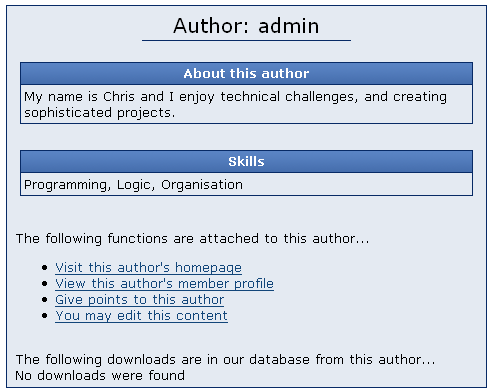 Author: admin
About this author
My name is Chris and I enjoy technical challenges, and creating
sophisticated projects.
Skills
Programming, Logic, Organisation
The following functions are attached to this author...
Visit this author's homepage
View this author's member profile
Give points to this author
You may edit this content
The following downloads are in our database from this author...
No downloads were found